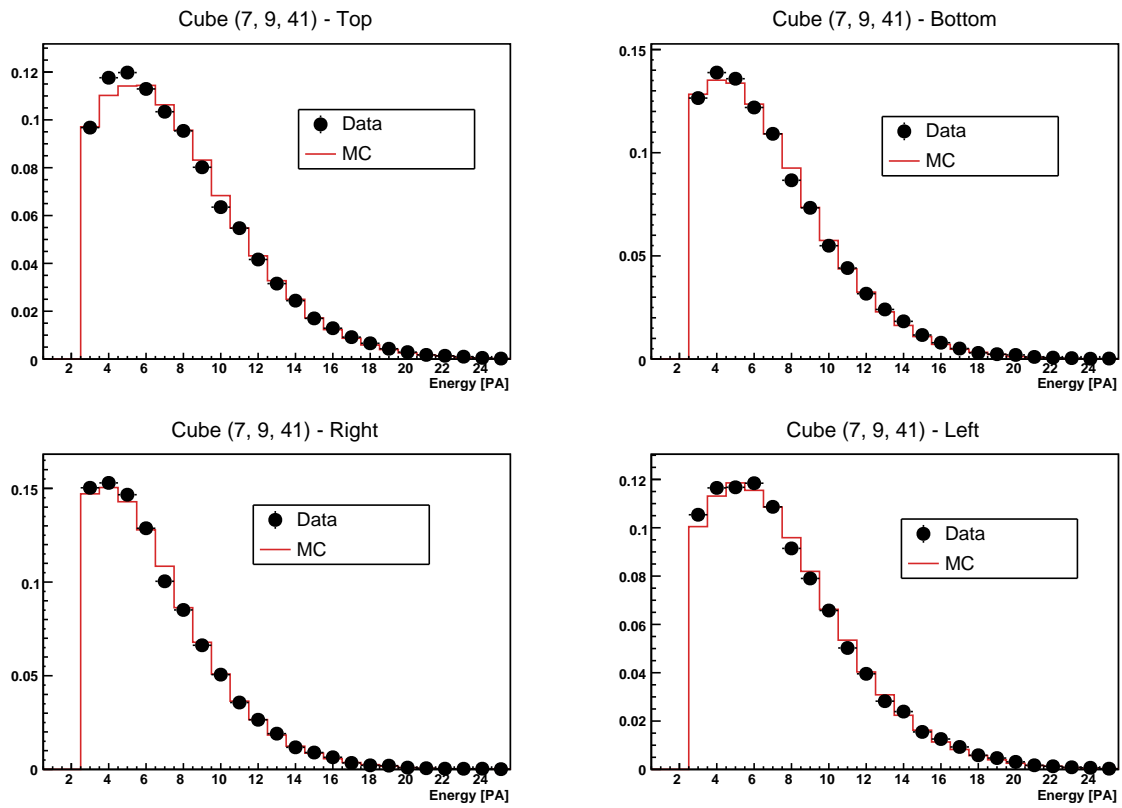 Cube (7, 9, 41) - Top
0.12
0.1
0.08
0.06
0.04
0.02
0
Data
MC
2 4 6 8 10 12 14 16 18 20 22 24
Energy [PA]
Cube (7, 9, 41) - Bottom
0.15
0.1
0.05
0
Data
MC
2 4 6 8 10 12 14 16 18 20 22 24
Energy [PA]
Cube (7, 9, 41) - Right
0.15
0.1
0.05
0
Data
MC
2 4 6 8 10 12 14 16 18 20 22 24
Energy [PA]
Cube (7, 9, 41) - Left
0.12
0.1
0.08
0.06
0.04
0.02
0
Data
MC
2 4 6 8 10 12 14 16 18 20 22 24
Energy [PA]